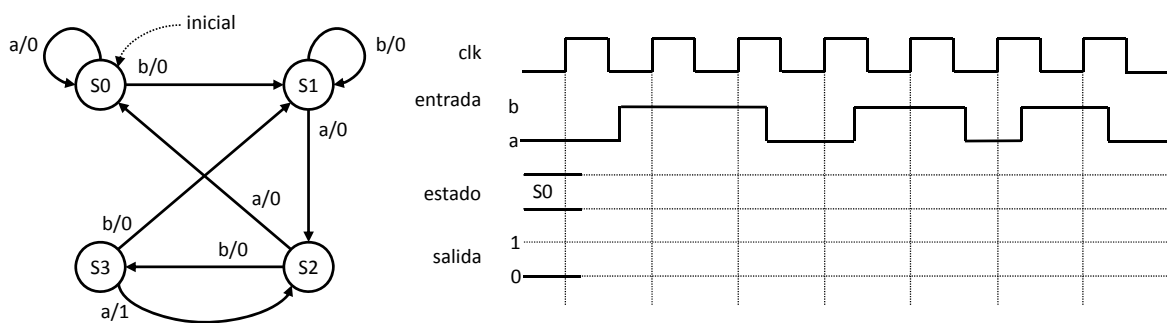 inicial
a/0
b/0
b/0
S0
S1
a/0
b/0
a/0
b/0
S3
S2
a/1
clk
entrada
b
a
estado
S0
salida
1
0